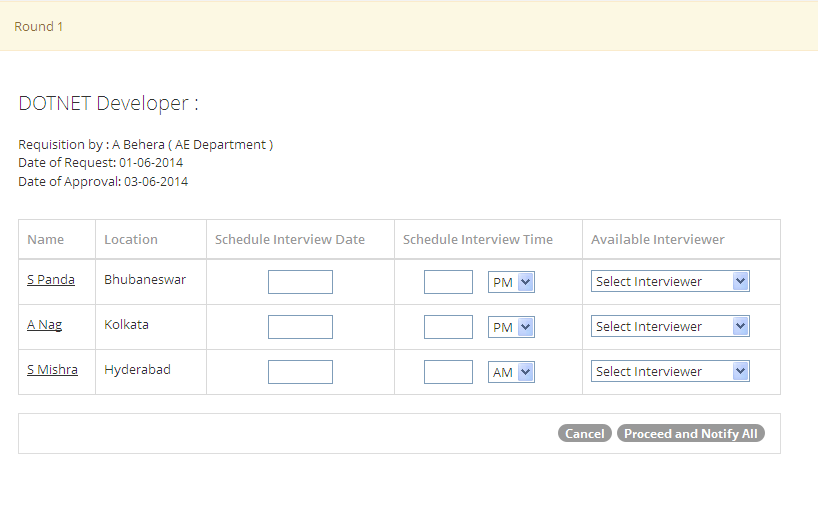 Round 1
DOTNET Developer :
Requisition by : A Behera ( AE Department )
Date of Request: 01-06-2014
Date of Approval: 03-06-2014
Name Location Schedule Interview Date Schedule Interview Time Available Interviewer
S Panda Bhubaneswar PM Select Interviewer
A Nag Kolkata PM Select Interviewer
S Mishra Hyderabad AM Select Interviewer
Cancel Proceed and Notify All